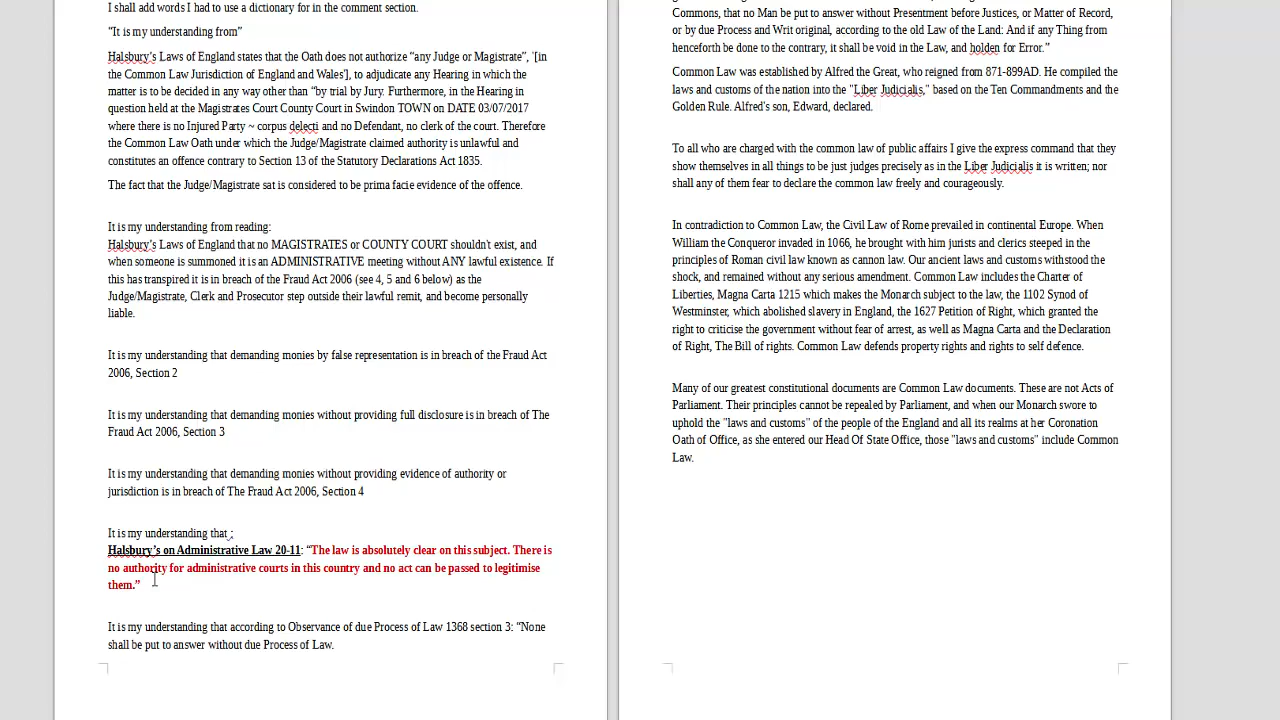 I shall add words I had to use a dictionary for in the comment section.
“It is my understanding from”
Halsbury’s Laws of England states that the Oath does not authorize “any Judge or Magistrate”, '[in
the Common Law Jurisdiction of England and Wales'], to adjudicate any Hearing in which the
matter is to be decided in any way other than “by trial by Jury. Furthermore, in the Hearing in
question held at the Magistrates Court County Court in Swindon TOWN on DATE 03/07/2017
where there is no Injured Party ~ corpus delecti and no Defendant, no clerk of the court. Therefore
the Common Law Oath under which the Judge/Magistrate claimed authority is unlawful and
constitutes an offence contrary to Section 13 of the Statutory Declarations Act 1835.
The fact that the Judge/Magistrate sat is considered to be prima facie evidence of the offence.
It is my understanding from reading:
Halsbury’s Laws of England that no MAGISTRATES or COUNTY COURT shouldn't exist, and
when someone is summoned it is an ADMINISTRATIVE meeting without ANY lawful existence. If
this has transpired it is in breach of the Fraud Act 2006 (see 4, 5 and 6 below) as the
Judge/Magistrate, Clerk and Prosecutor step outside their lawful remit, and become personally
liable.
It is my understanding that demanding monies by false representation is in breach of the Fraud Act
2006, Section 2
It is my understanding that demanding monies without providing full disclosure is in breach of The
Fraud Act 2006, Section 3
It is my understanding that demanding monies without providing evidence of authority or
jurisdiction is in breach of The Fraud Act 2006, Section 4
It is my understanding that ;
Halsbury’s on Administrative Law 20-11: “The law is absolutely clear on this subject. There is
no authority for administrative courts in this country and no act can be passed to legitimise
them.”
It is my understanding that according to Observance of due Process of Law 1368 section 3: “None
shall be put to answer without due Process of Law.
Commons, that no Man be put to answer without Presentment before Justices, or Matter of Record,
or by due Process and Writ original, according to the old Law of the Land: And if any Thing from
henceforth be done to the contrary, it shall be void in the Law, and holden for Error.”
Common Law was established by Alfred the Great, who reigned from 871-899AD. He compiled the
laws and customs of the nation into the "Liber Judicialis," based on the Ten Commandments and the
Golden Rule. Alfred's son, Edward, declared.
To all who are charged with the common law of public affairs I give the express command that they
show themselves in all things to be just judges precisely as in the Liber Judicialis it is written; nor
shall any of them fear to declare the common law freely and courageously.
In contradiction to Common Law, the Civil Law of Rome prevailed in continental Europe. When
William the Conqueror invaded in 1066, he brought with him jurists and clerics steeped in the
principles of Roman civil law known as cannon law. Our ancient laws and customs withstood the
shock, and remained without any serious amendment. Common Law includes the Charter of
Liberties, Magna Carta 1215 which makes the Monarch subject to the law, the 1102 Synod of
Westminster, which abolished slavery in England, the 1627 Petition of Right, which granted the
right to criticise the government without fear of arrest, as well as Magna Carta and the Declaration
of Right, The Bill of rights. Common Law defends property rights and rights to self defence.
Many of our greatest constitutional documents are Common Law documents. These are not Acts of
Parliament. Their principles cannot be repealed by Parliament, and when our Monarch swore to
uphold the "laws and customs" of the people of the England and all its realms at her Coronation
Oath of Office, as she entered our Head Of State Office, those "laws and customs" include Common
Law.